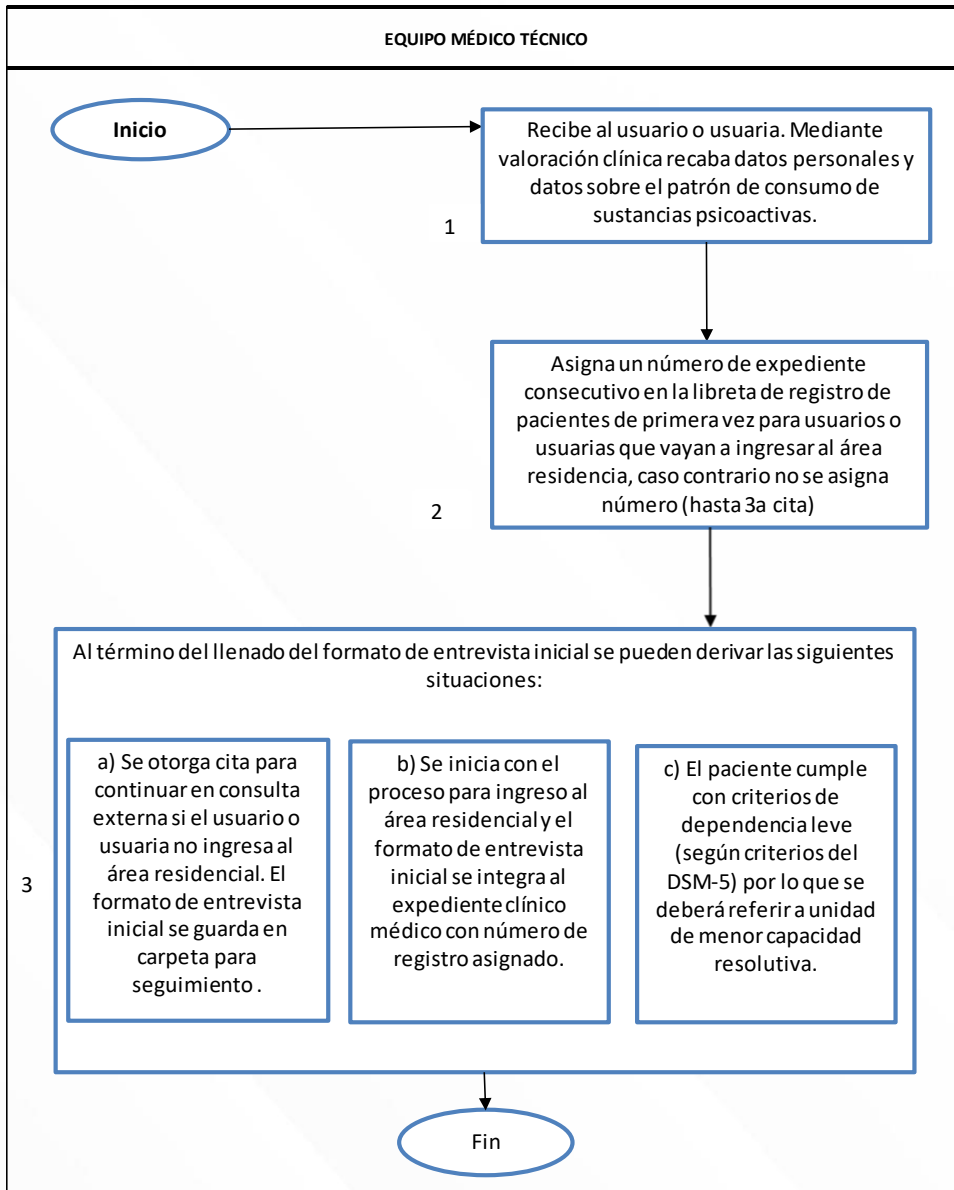 EQUIPO MÉDICO TÉCNICO
Inicio
Recibe al usuario o usuaria. Mediante
valoración clínica recaba datos personales y
datos sobre el patrón de consumo de
sustancias psicoactivas.
1
Asigna un número de expediente
consecutivo en la libreta de registro de
pacientes de primera vez para usuarios o
usuarias que vayan a ingresar al área
residencia, caso contrario no se asigna
número (hasta 3a cita)
2
Al término del llenado del formato de entrevista inicial se pueden derivar las siguientes
situaciones:
a) Se otorga cita para
continuar en consulta
externa si el usuario o
usuaria no ingresa al
área residencial. El
formato de entrevista
inicial se guarda en
carpeta para
seguimiento .
b) Se inicia con el
proceso para ingreso al
área residencial y el
formato de entrevista
inicial se integra al
expediente clínico
médico con número de
registro asignado.
c) El paciente cumple
con criterios de
dependencia leve
(según criterios del
DSM-5) por lo que se
deberá referir a unidad
de menor capacidad
resolutiva.
3
Fin